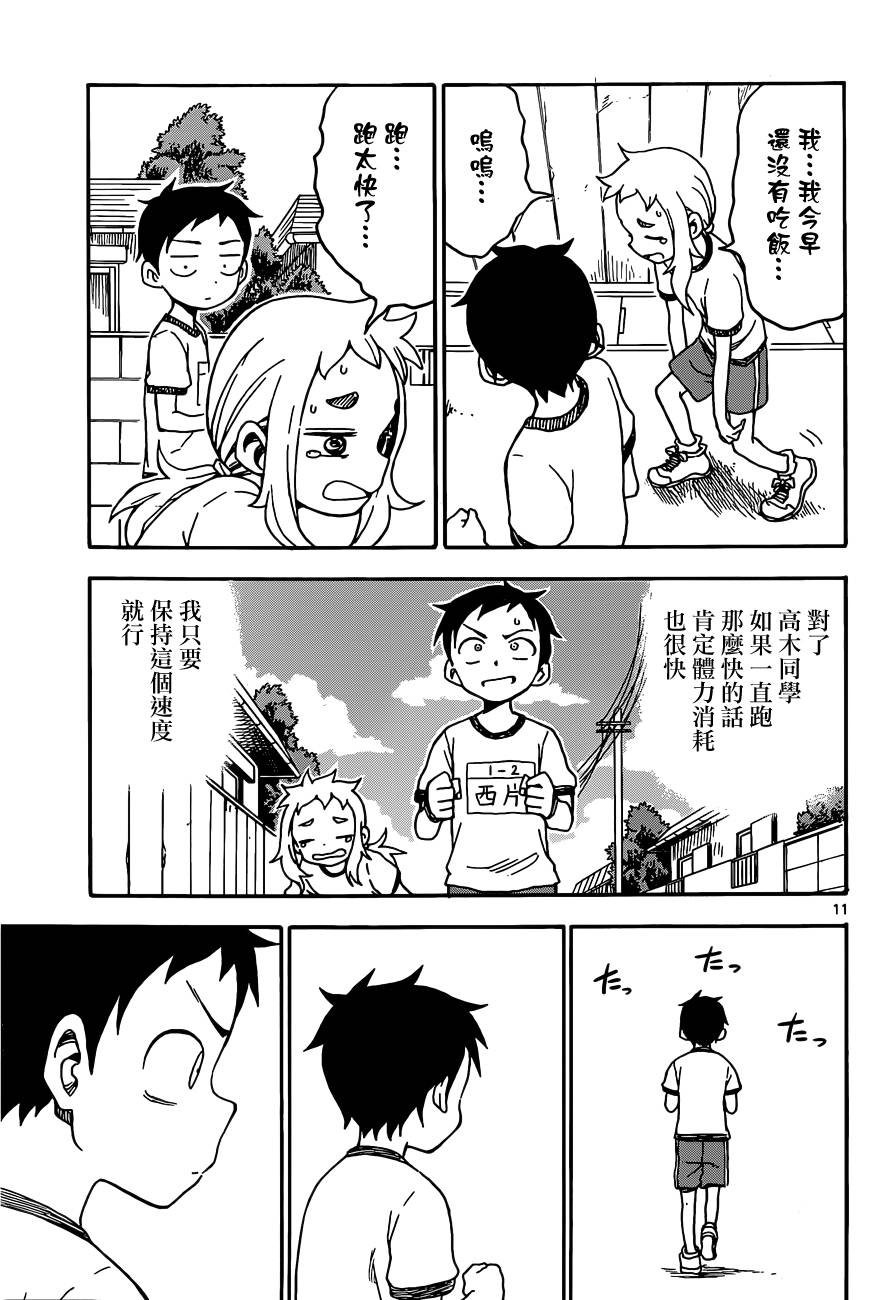 我…我今早
還沒有吃飯…
嗚嗚…
跑…
跑太快了…
對了
高木同學
如果一直跑
那麼快的話
肯定體力消耗
也很快
1-2
西片
我只要
保持這個速度
就行
11
たっ
たっ
たっ